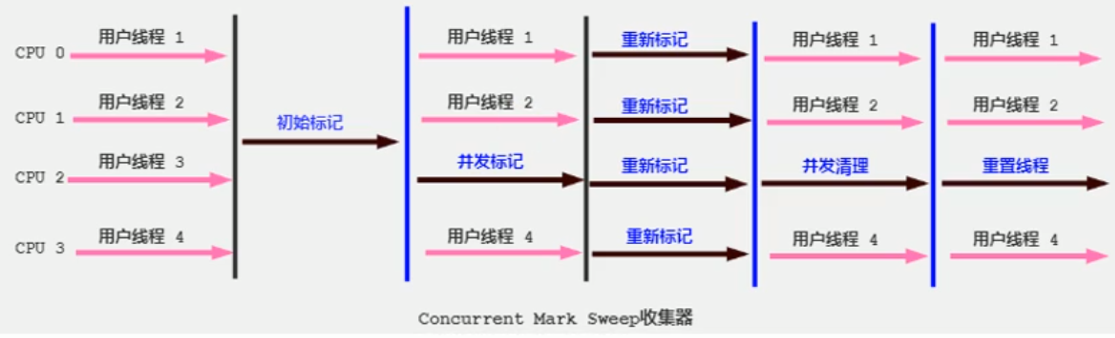 CPU 0 用户线程 1 用户线程 1 重新标记 用户线程 1 用户线程 1
CPU 1 用户线程 2 初始标记 用户线程 2 重新标记 用户线程 2 用户线程 2
CPU 2 用户线程 3 并发标记 重新标记 并发清理 重置线程
CPU 3 用户线程 4 用户线程 4 重新标记 用户线程 4 用户线程 4
Concurrent Mark Sweep收集器